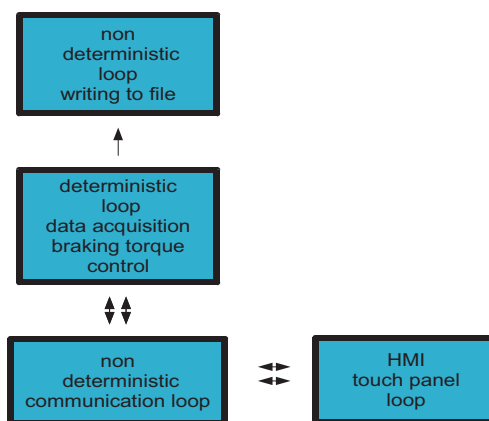 non
deterministic
loop
writing to file
deterministic
loop
data acquisition
braking torque
control
non
deterministic
communication loop
HMI
touch panel
loop